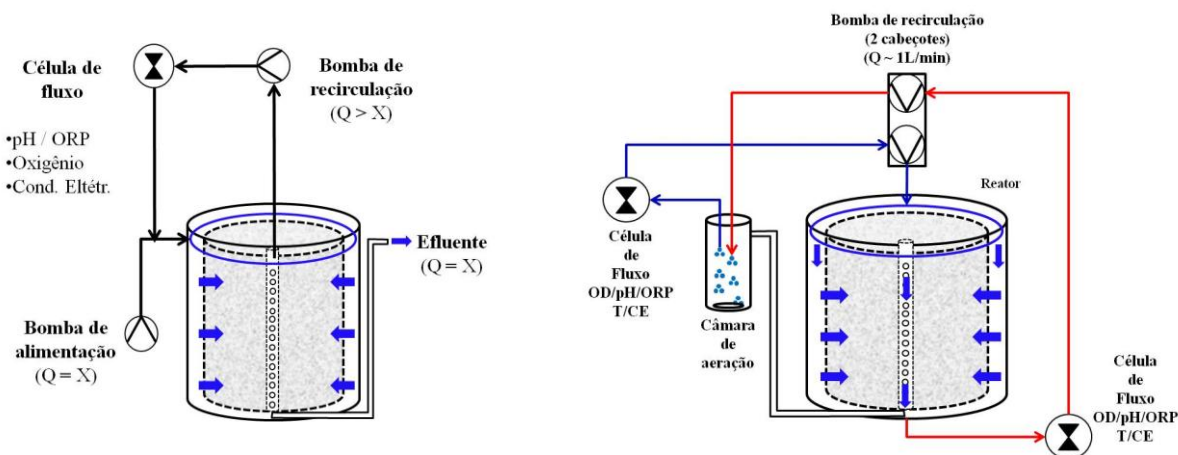 Célula de
fluxo
•pH / ORP
•Oxigênio
•Cond. Eltétr.
Bomba de
recirculação
(Q > X)
Efluente
(Q = X)
Bomba de
alimentação
(Q = X)
Bomba de recirculação
(2 cabeçotes)
(Q ~ 1L/min)
Reator
Célula
de
Fluxo
OD/pH/ORP
T/CE
Câmara
de
aeração
Célula
de
Fluxo
OD/pH/ORP
T/CE